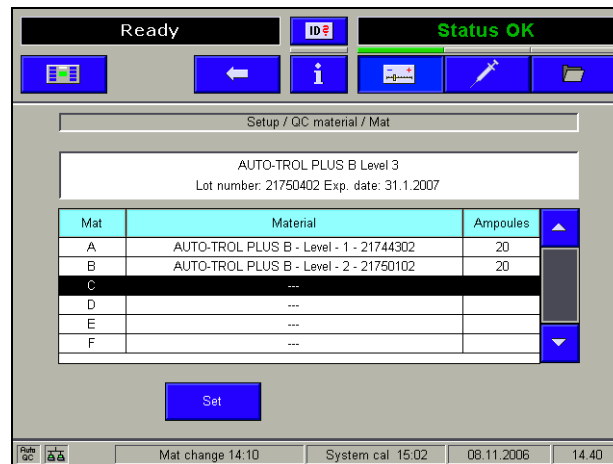 Ready ID Status OK
i
Setup / QC material / Mat
AUTO-TROL PLUS B Level 3
Lot number: 21750402 Exp. date: 31.1.2007
Mat Material Ampoules
A AUTO-TROL PLUS B - Level - 1 - 21744302 20
B AUTO-TROL PLUS B - Level - 2 - 21750102 20
C ---
D ---
E ---
F ---
Set
Auto QC Mat change 14:10 System cal 15:02 08.11.2006 14.40